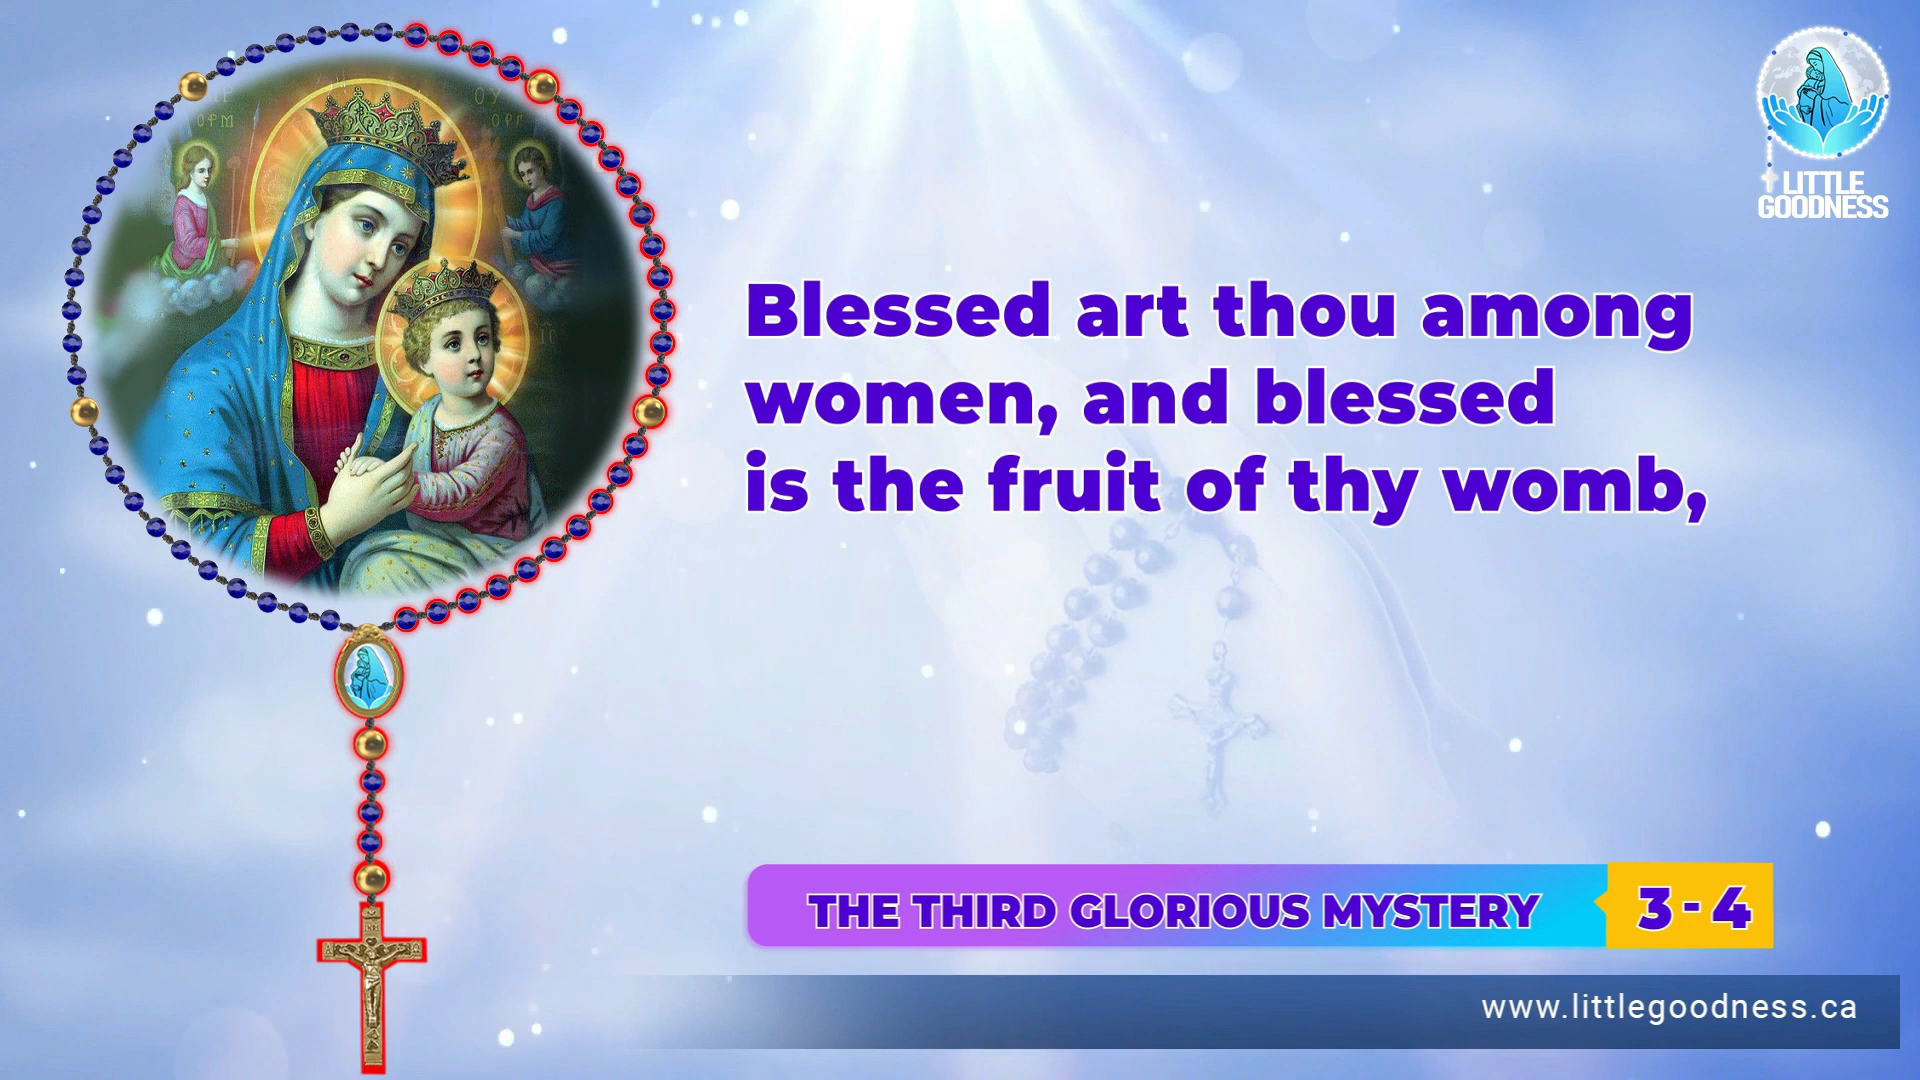 LITTLE
GOODNESS
Blessed art thou among
women, and blessed
is the fruit of thy womb,
THE THIRD GLORIOUS MYSTERY
3 - 4
www.littlegoodness.ca